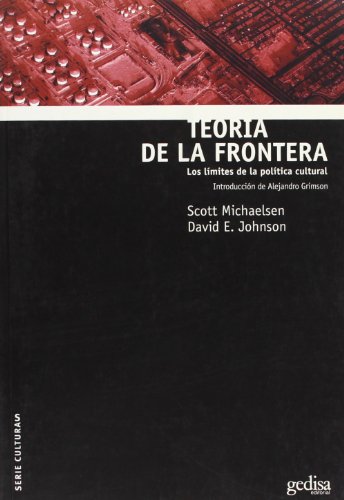 TEORÍA
DE LA FRONTERA
Los límites de la política cultural
Introducción de Alejandro Grimson
Scott Michaelsen
David E. Johnson
SERIE CULTURAS
gedisa
editorial